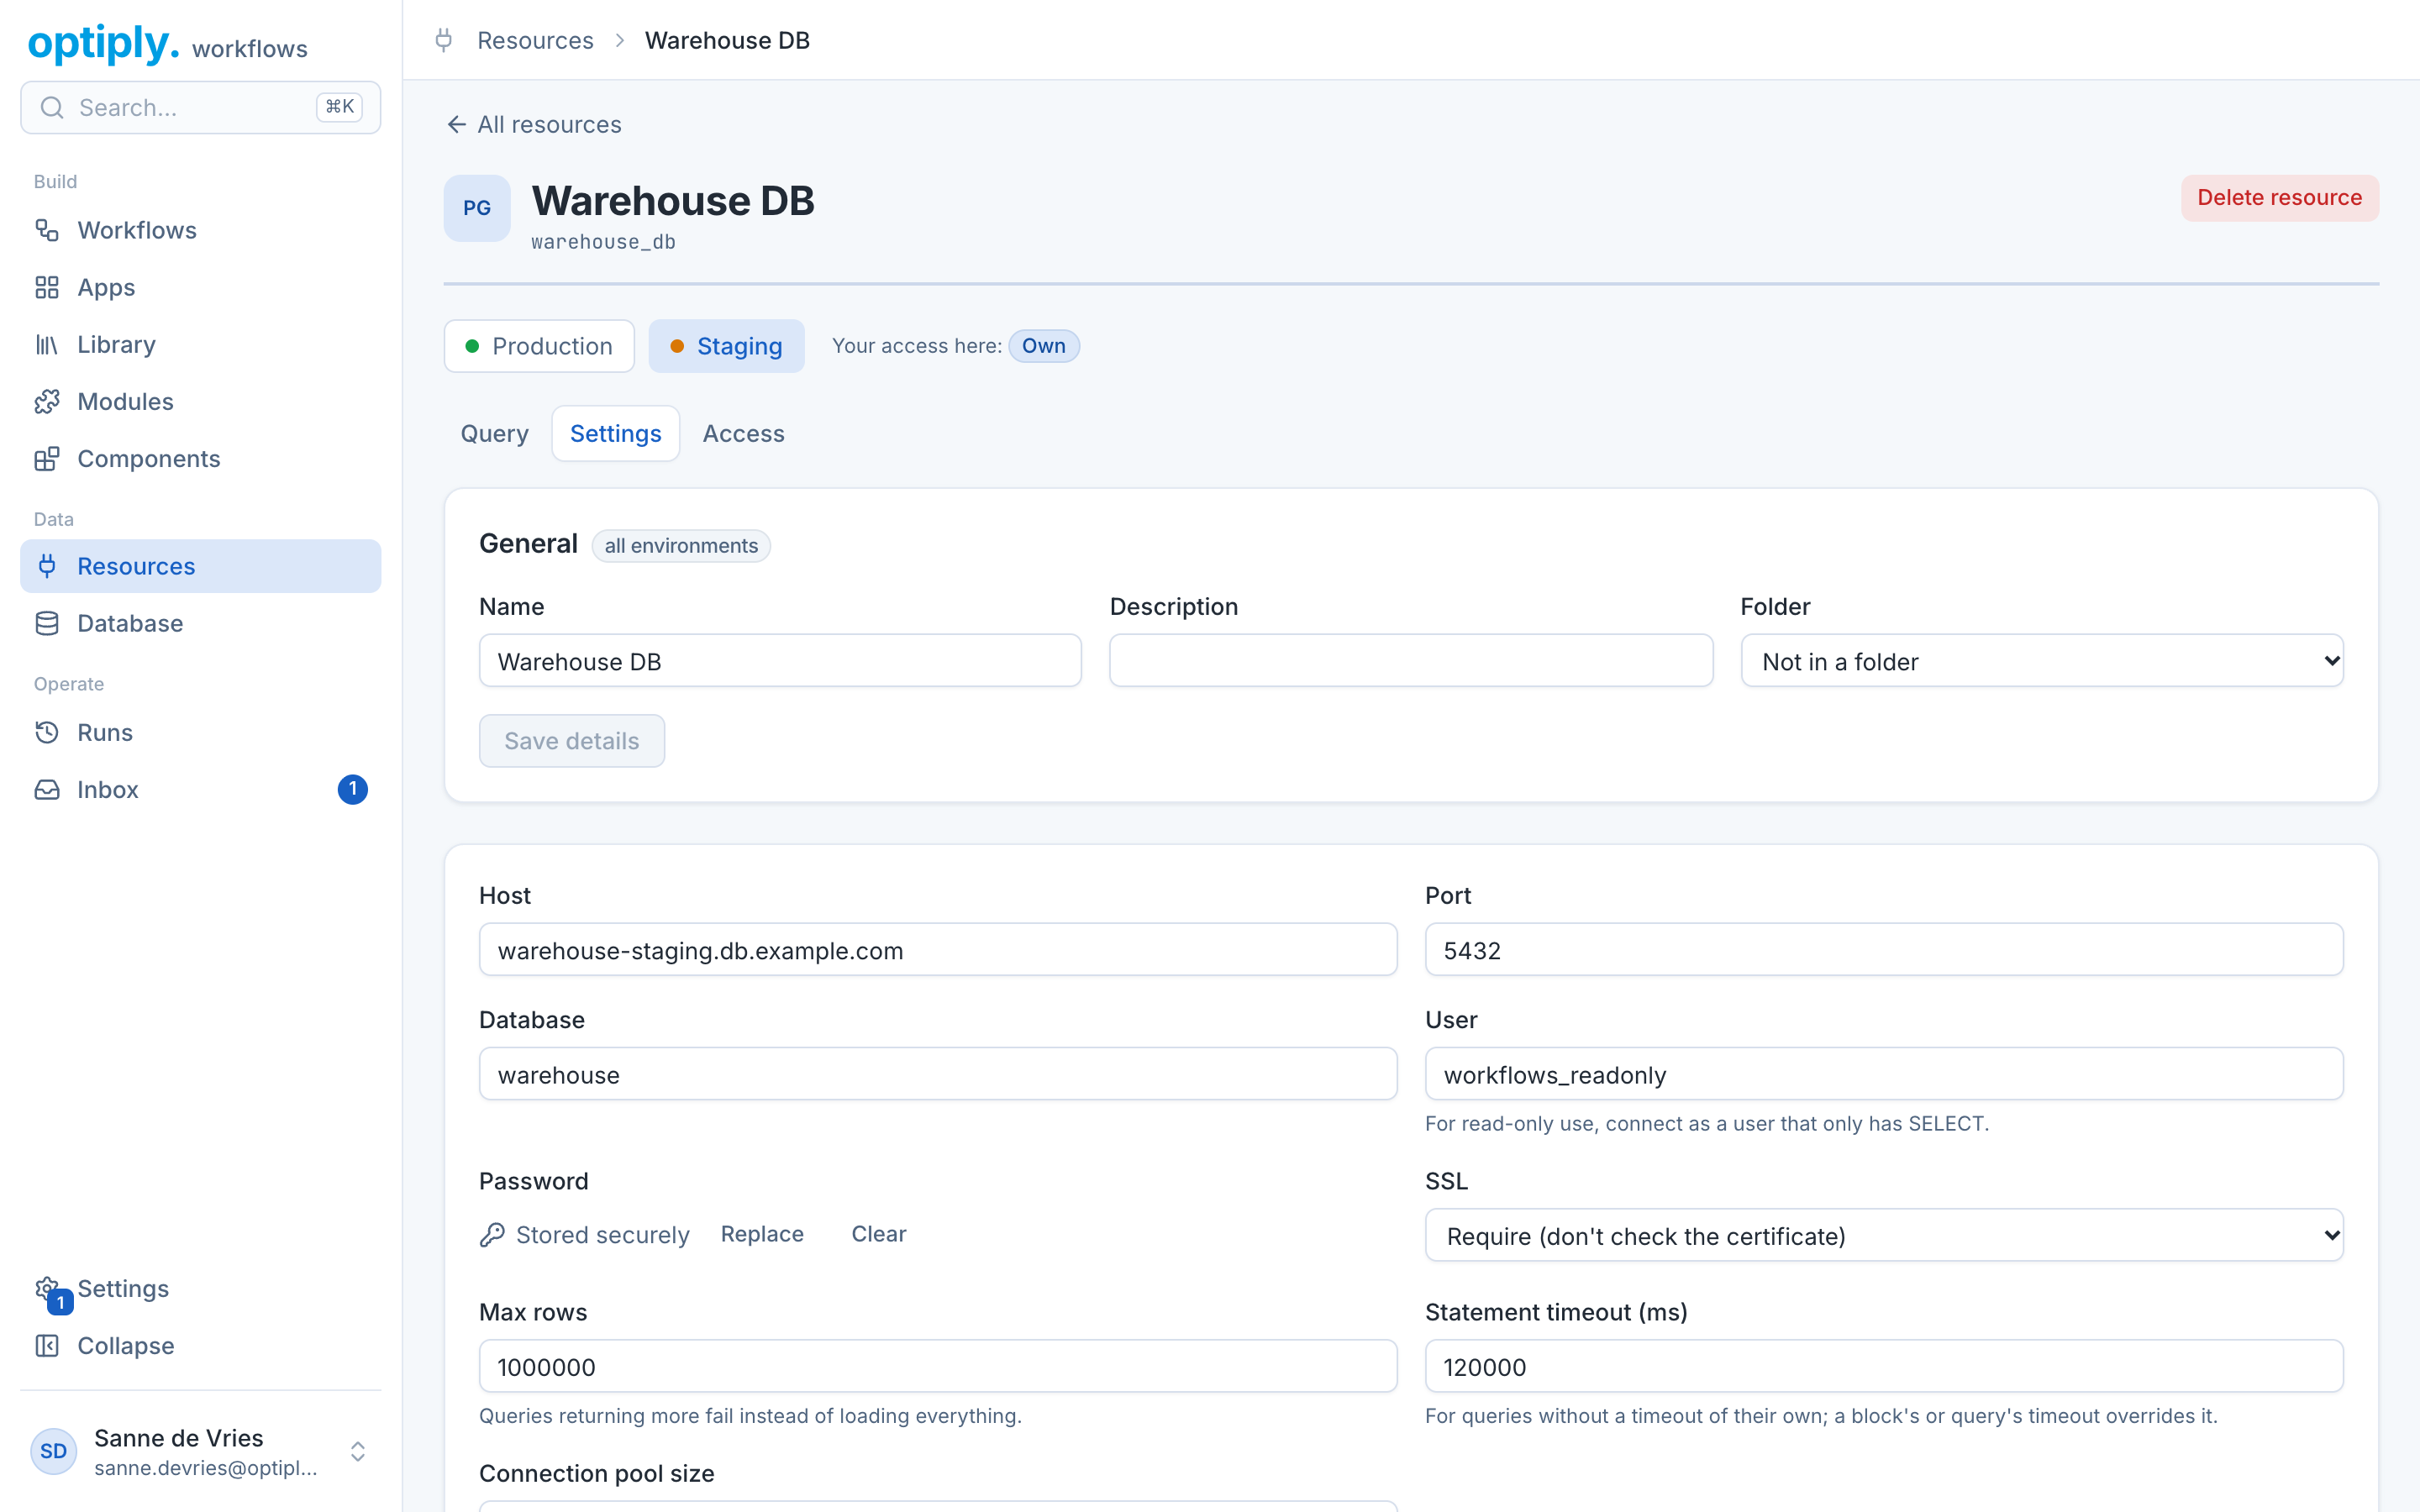 optiply. workflows
Search... ⌘K
Build
Workflows
Apps
Library
Modules
Components
Data
Resources
Database
Operate
Runs
Inbox 1
Settings
1
Collapse
SD
Sanne de Vries
sanne.devries@optipl...
Resources > Warehouse DB
← All resources
PG
Warehouse DB
warehouse_db
Delete resource
Production
Staging
Your access here: Own
Query
Settings
Access
General all environments
Name
Warehouse DB
Description
Folder
Not in a folder
Save details
Host
warehouse-staging.db.example.com
Port
5432
Database
warehouse
User
workflows_readonly
For read-only use, connect as a user that only has SELECT.
Password
Stored securely Replace Clear
SSL
Require (don't check the certificate)
Max rows
1000000
Queries returning more fail instead of loading everything.
Statement timeout (ms)
120000
For queries without a timeout of their own; a block's or query's timeout overrides it.
Connection pool size